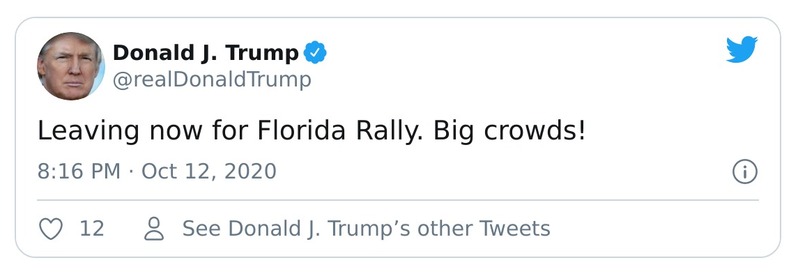 Donald J. Trump
@realDonaldTrump
Leaving now for Florida Rally. Big crowds!
8:16 PM · Oct 12, 2020
12 See Donald J. Trump’s other Tweets